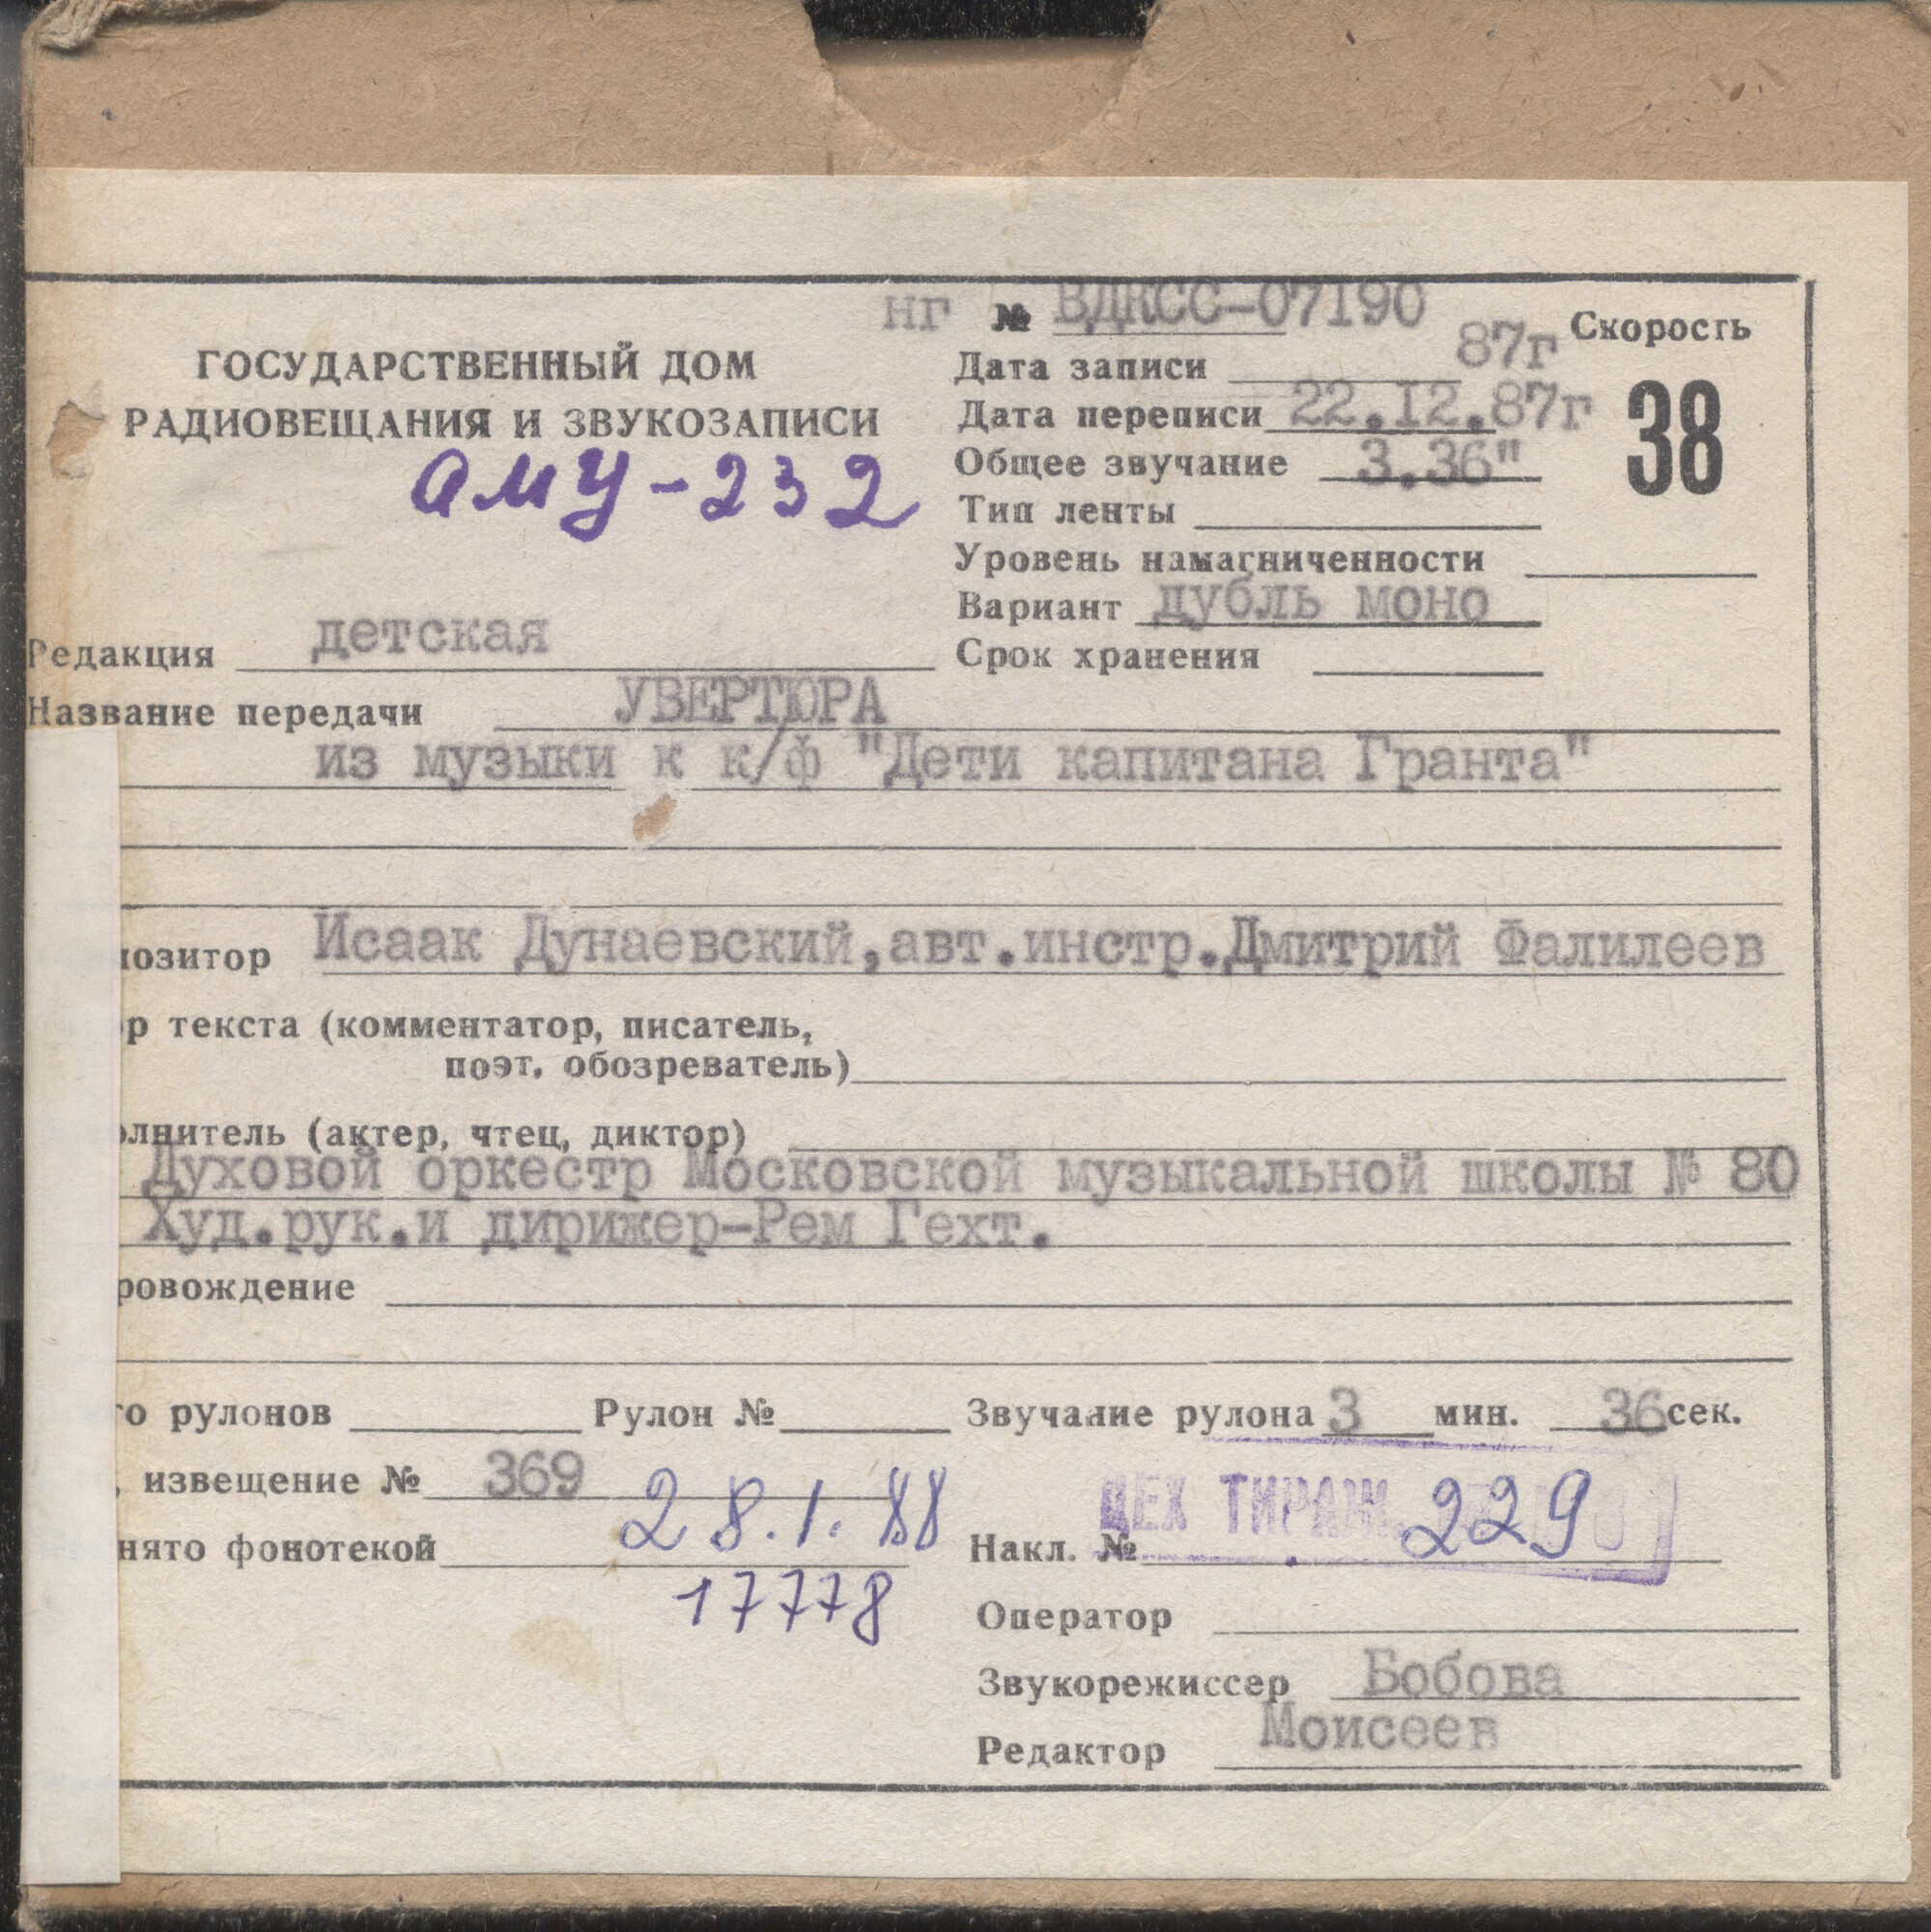 нг № ВДКСС-07190
Скорость
38
ГОСУДАРСТВЕННЫЙ ДОМ
РАДИОВЕЩАНИЯ И ЗВУКОЗАПИСИ
ОМУ-232
Дата записи 87г
Дата переписи 22.12.87г
Общее звучание 3.36"
Тип ленты
Уровень намагниченности
Вариант дубль моно
Срок хранения
Редакция детская
Название передачи УВЕРТЮРА
из музыки к к/ф "Дети капитана Гранта"
позитор Исаак Дунаевский,авт.инстр.Дмитрий Фалилеев
ор текста (комментатор, писатель,
поэт, обозреватель)
олнитель (актер, чтец, диктор)
Духовой оркестр Московской музыкальной школы № 80
Худ.рук.и дирижер-Рем Гехт.
ровождение
го рулонов Рулон № Звучание рулона 3 мин. 36 сек.
, извещение № 369
28.1.88
ЦЕХ ТИРАЖ.
нято фонотекой
Накл. № 229
17778
Оператор
Звукорежиссер Бобова
Редактор Моисеев